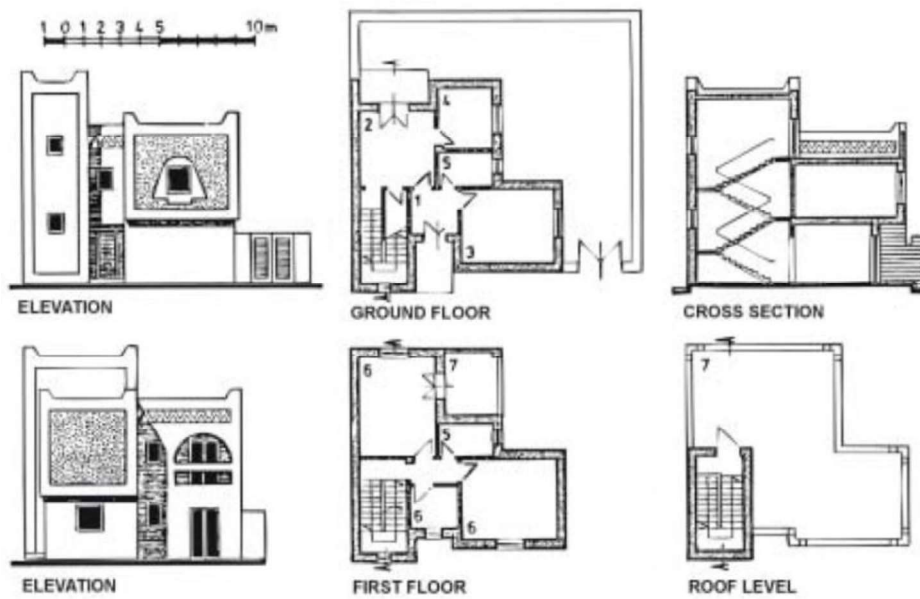 1 0 1 2 3 4 5 10m
ELEVATION
2
4
5
1
3
GROUND FLOOR
CROSS SECTION
ELEVATION
6
7
5
6
6
FIRST FLOOR
7
ROOF LEVEL